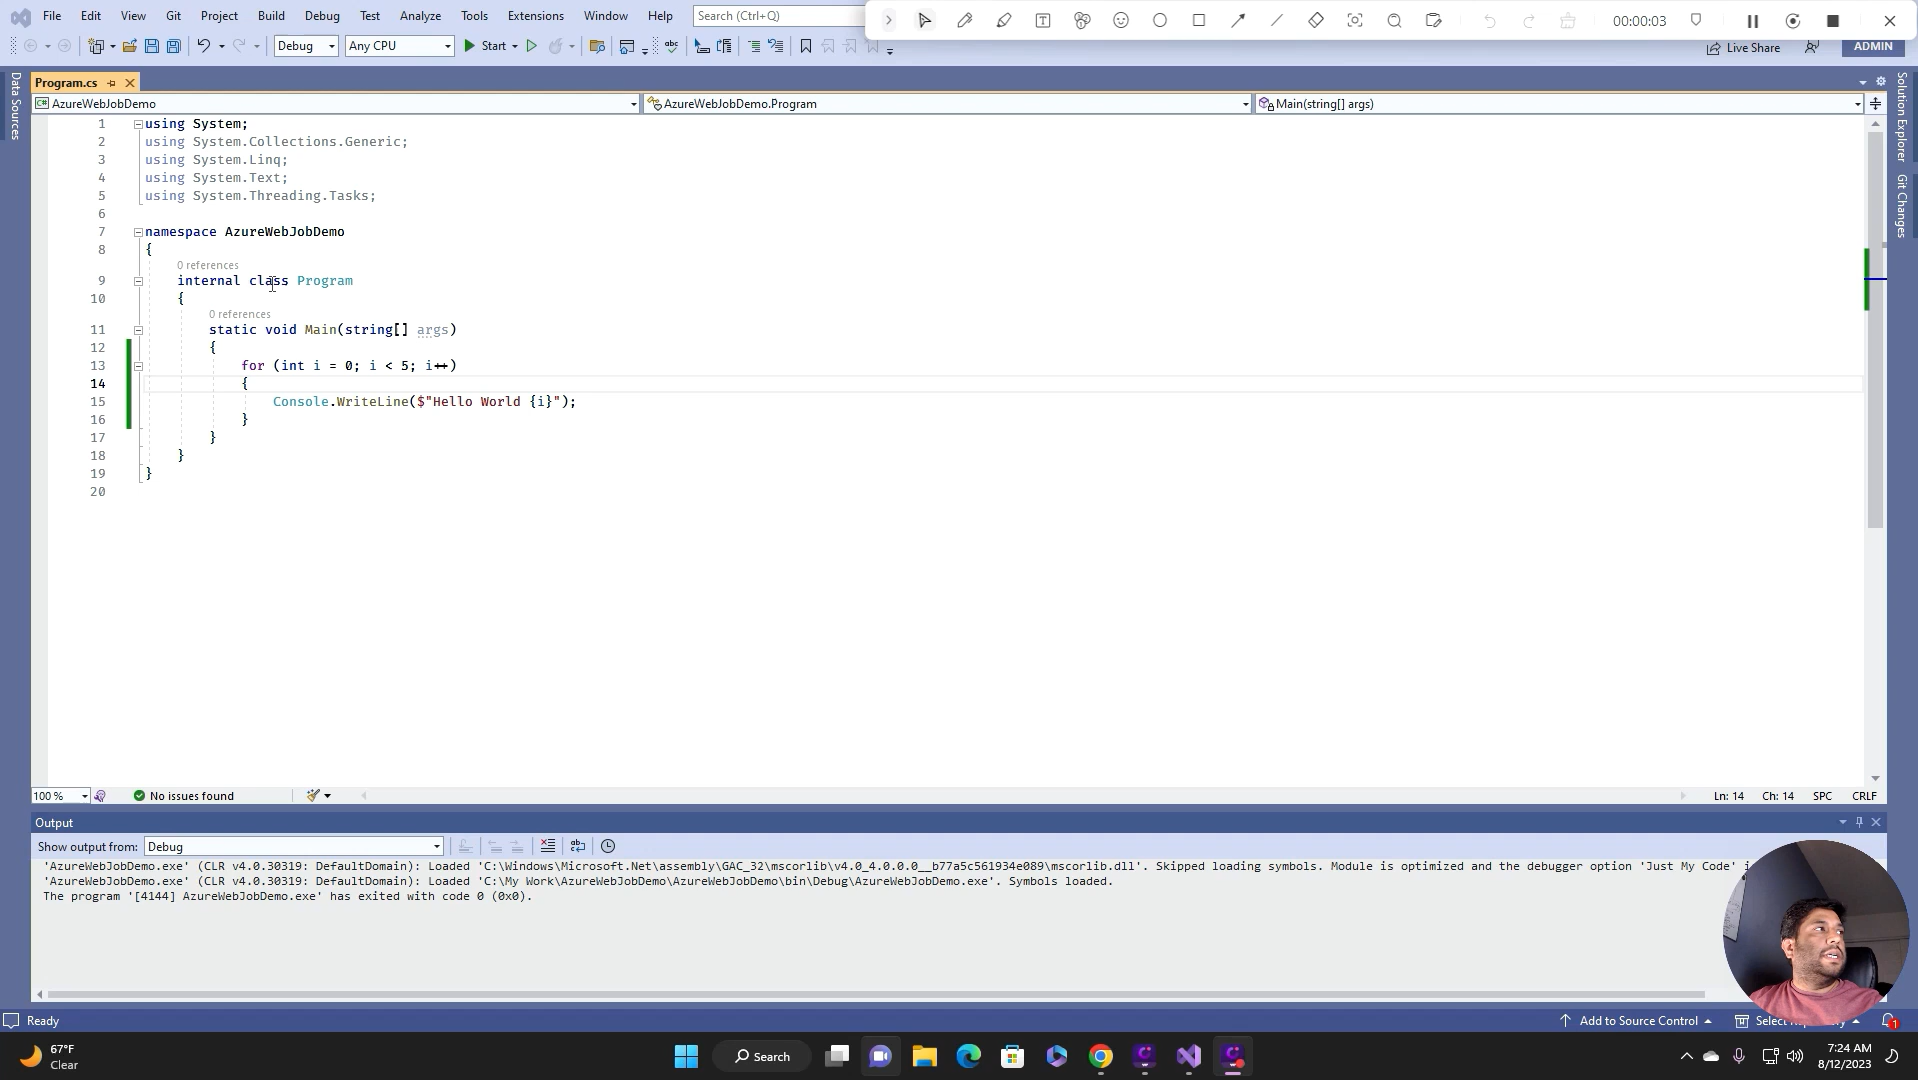 File Edit View Git Project Build Debug Test Analyze Tools Extensions Window Help Search (Ctrl+Q)
00:00:03
Debug Any CPU Start Live Share ADMIN
Data Sources
Program.cs
AzureWebJobDemo AzureWebJobDemo.Program Main(string[] args)
Solution Explorer
Git Changes
1 using System;
2 using System.Collections.Generic;
3 using System.Linq;
4 using System.Text;
5 using System.Threading.Tasks;
6
7 namespace AzureWebJobDemo
8 {
0 references
9 internal class Program
10 {
0 references
11 static void Main(string[] args)
12 {
13 for (int i = 0; i < 5; i++)
14 {
15 Console.WriteLine($"Hello World {i}");
16 }
17 }
18 }
19 }
20
100 % No issues found Ln: 14 Ch: 14 SPC CRLF
Output
Show output from: Debug
'AzureWebJobDemo.exe' (CLR v4.0.30319: DefaultDomain): Loaded 'C:\Windows\Microsoft.Net\assembly\GAC_32\mscorlib\v4.0_4.0.0.0__b77a5c561934e089\mscorlib.dll'. Skipped loading symbols. Module is optimized and the debugger option 'Just My Code'
'AzureWebJobDemo.exe' (CLR v4.0.30319: DefaultDomain): Loaded 'C:\My Work\AzureWebJobDemo\AzureWebJobDemo\bin\Debug\AzureWebJobDemo.exe'. Symbols loaded.
The program '[4144] AzureWebJobDemo.exe' has exited with code 0 (0x0).
Ready Add to Source Control Select 1
67°F
Clear
Search
7:24 AM
8/12/2023